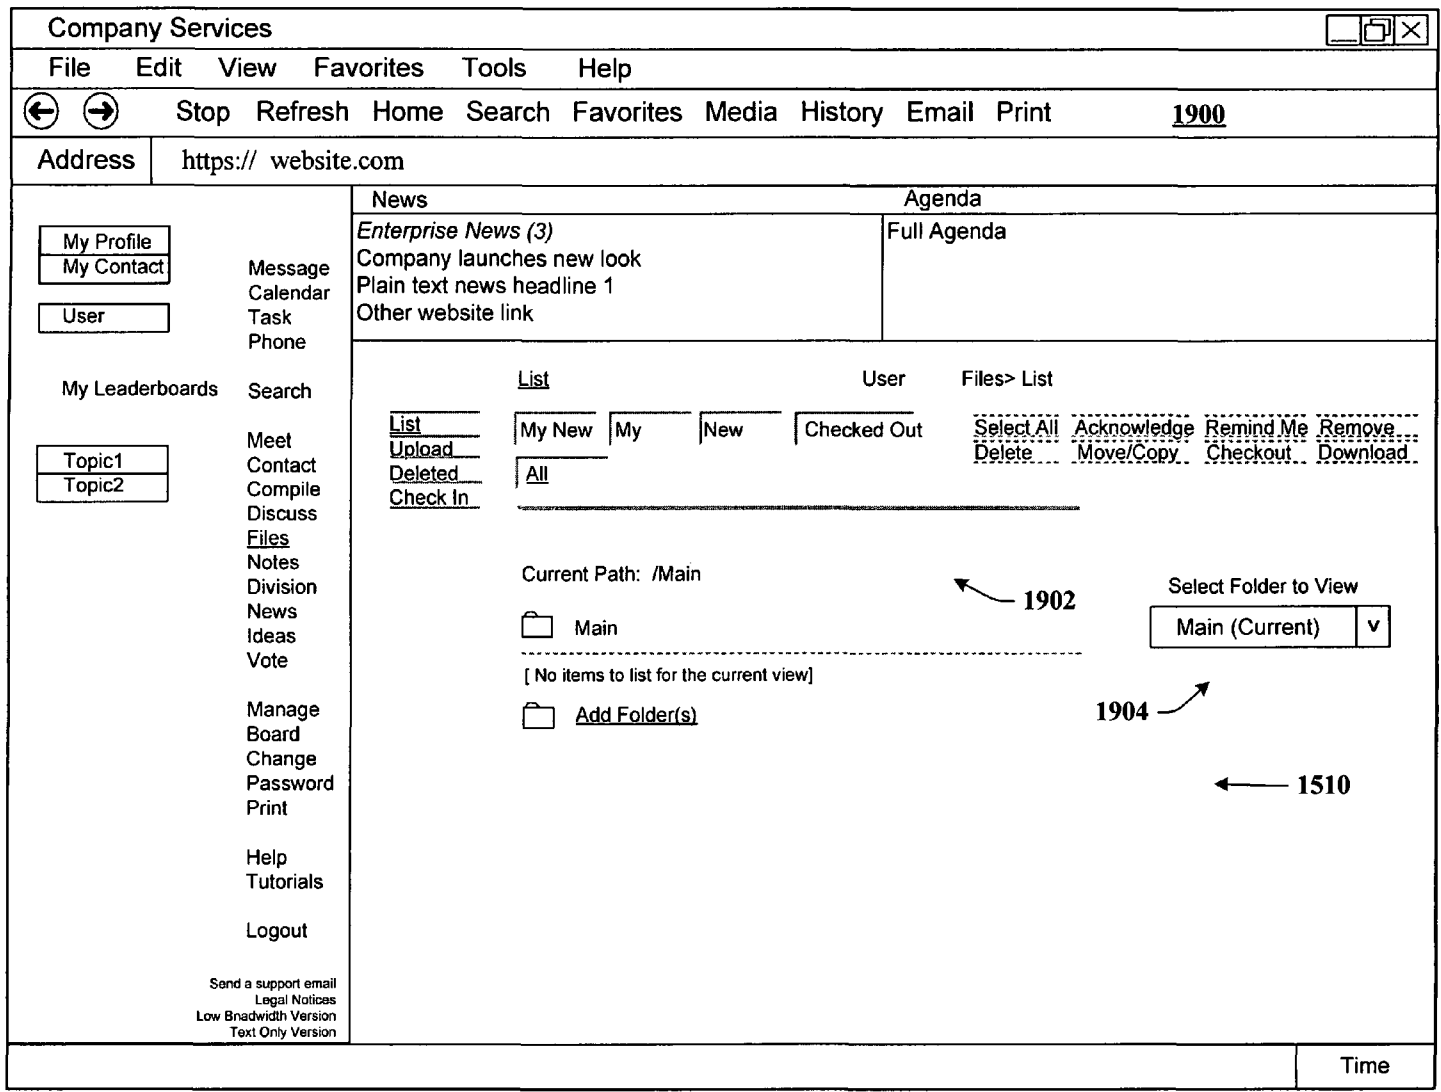 Company Services
File Edit View Favorites Tools Help
Stop Refresh Home Search Favorites Media History Email Print 1900
Address https:// website.com
My Profile
My Contact
User
My Leaderboards
Topic1
Topic2
Message
Calendar
Task
Phone
Search
Meet
Contact
Compile
Discuss
Files
Notes
Division
News
Ideas
Vote
Manage
Board
Change
Password
Print
Help
Tutorials
Logout
Send a support email
Legal Notices
Low Bnadwidth Version
Text Only Version
News Agenda
Enterprise News (3)
Company launches new look
Plain text news headline 1
Other website link
Full Agenda
List User Files> List
List
Upload
Deleted
Check In
My New My New Checked Out
All
Select All Acknowledge Remind Me Remove
Delete Move/Copy Checkout Download
Current Path: /Main
1902
Select Folder to View
Main (Current) v
Main
[ No items to list for the current view]
Add Folder(s)
1904
1510
Time